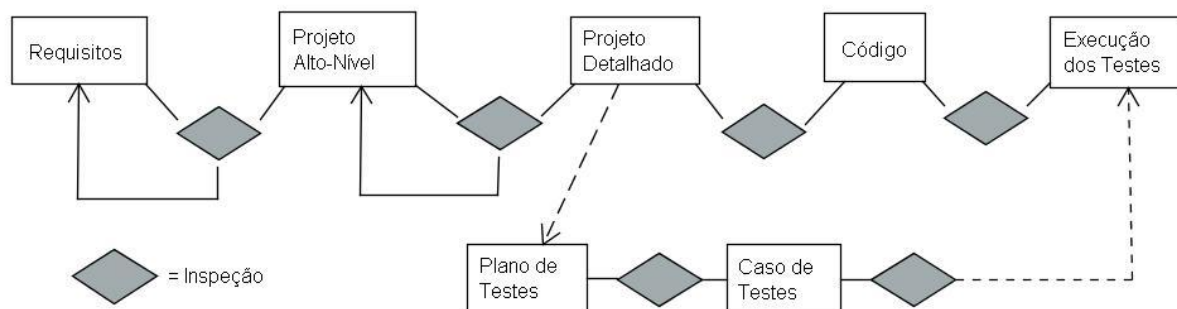 Requisitos
Projeto
Alto-Nível
Projeto
Detalhado
Código
Execução
dos Testes
= Inspeção
Plano de
Testes
Caso de
Testes